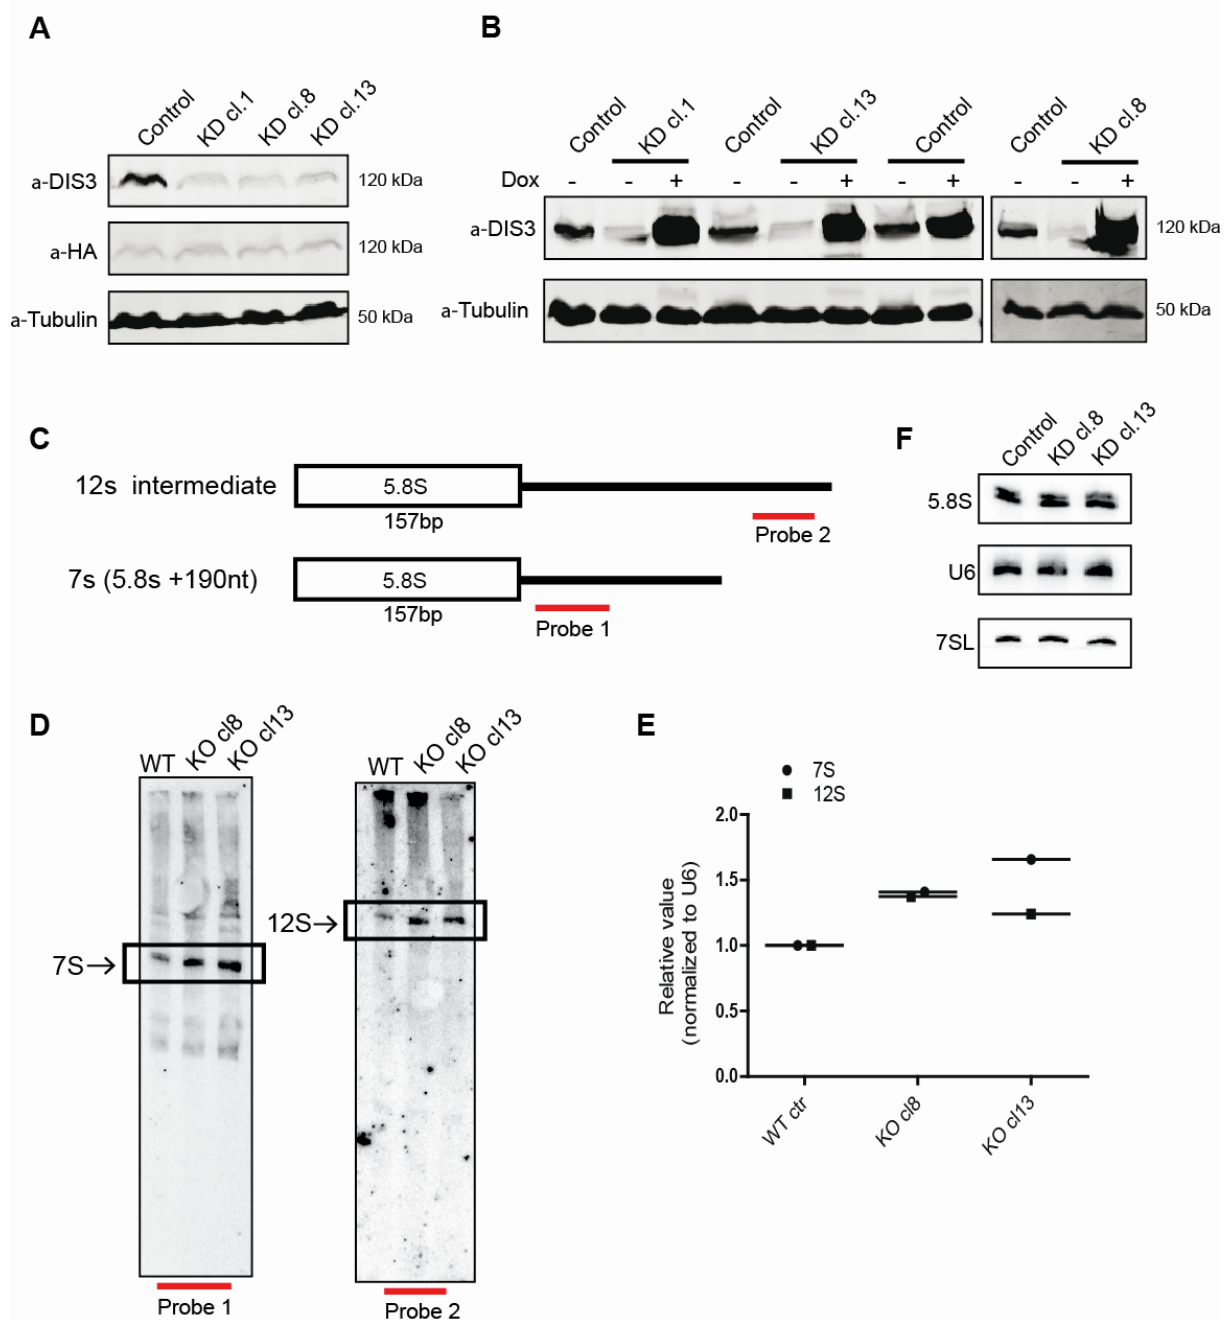 A
Control
KD cl.1
KD cl.8
KD cl.13
a-DIS3
120 kDa
a-HA
120 kDa
a-Tubulin
50 kDa
B
Control
KD cl.1
Control
KD cl.13
Control
Control
KD cl.8
Dox - - + - - + - + - - +
a-DIS3
120 kDa
a-Tubulin
50 kDa
C
12s intermediate
5.8S
157bp
Probe 2
7s (5.8s +190nt)
5.8S
157bp
Probe 1
F
Control
KD cl.8
KD cl.13
5.8S
U6
7SL
D
WT
KO cl8
KO cl13
7S→
Probe 1
WT
KO cl8
KO cl13
12S→
Probe 2
E
7S
12S
Relative value
(normalized to U6)
2.0
1.5
1.0
0.5
0.0
WT ctr
KO cl8
KO cl13